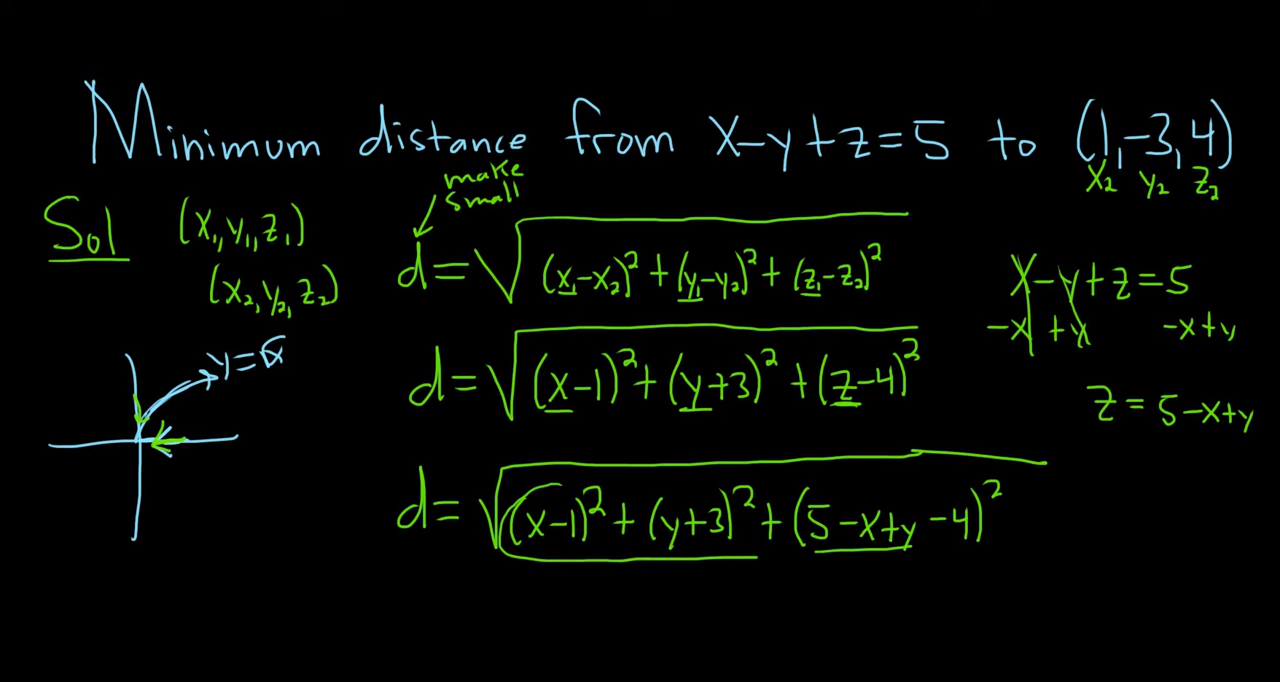 Minimum distance from x-y+z=5 to (1,-3,4)
x₂ y₂ z₂
make small
Sol (x₁,y₁,z₁)
(x₂,y₂,z₂)
d=√((x₁-x₂)²+(y₁-y₂)²+(z₁-z₂)²)
x-y+z=5
-x +y -x+y
y=√x
d=√((x-1)²+(y+3)²+(z-4)²)
z=5-x+y
d=√((x-1)²+(y+3)²+(5-x+y-4)²)